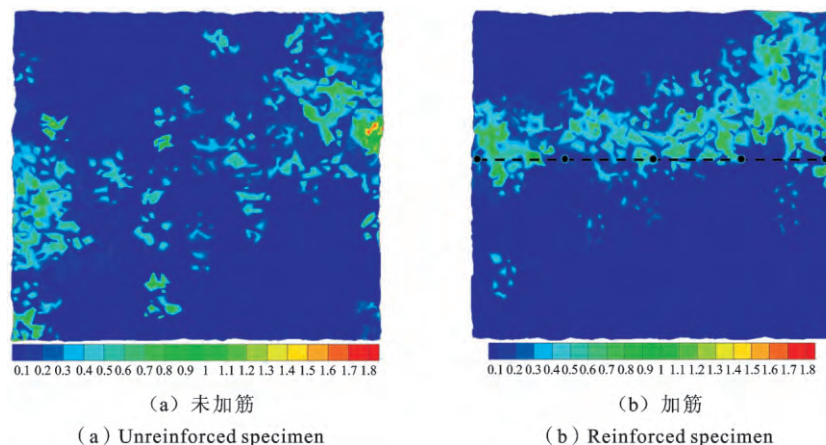 0.1 0.2 0.3 0.4 0.5 0.6 0.7 0.8 0.9 1 1.1 1.2 1.3 1.4 1.5 1.6 1.7 1.8
（a）未加筋
（a）Unreinforced specimen
0.1 0.2 0.3 0.4 0.5 0.6 0.7 0.8 0.9 1 1.1 1.2 1.3 1.4 1.5 1.6 1.7 1.8
（b）加筋
（b）Reinforced specimen